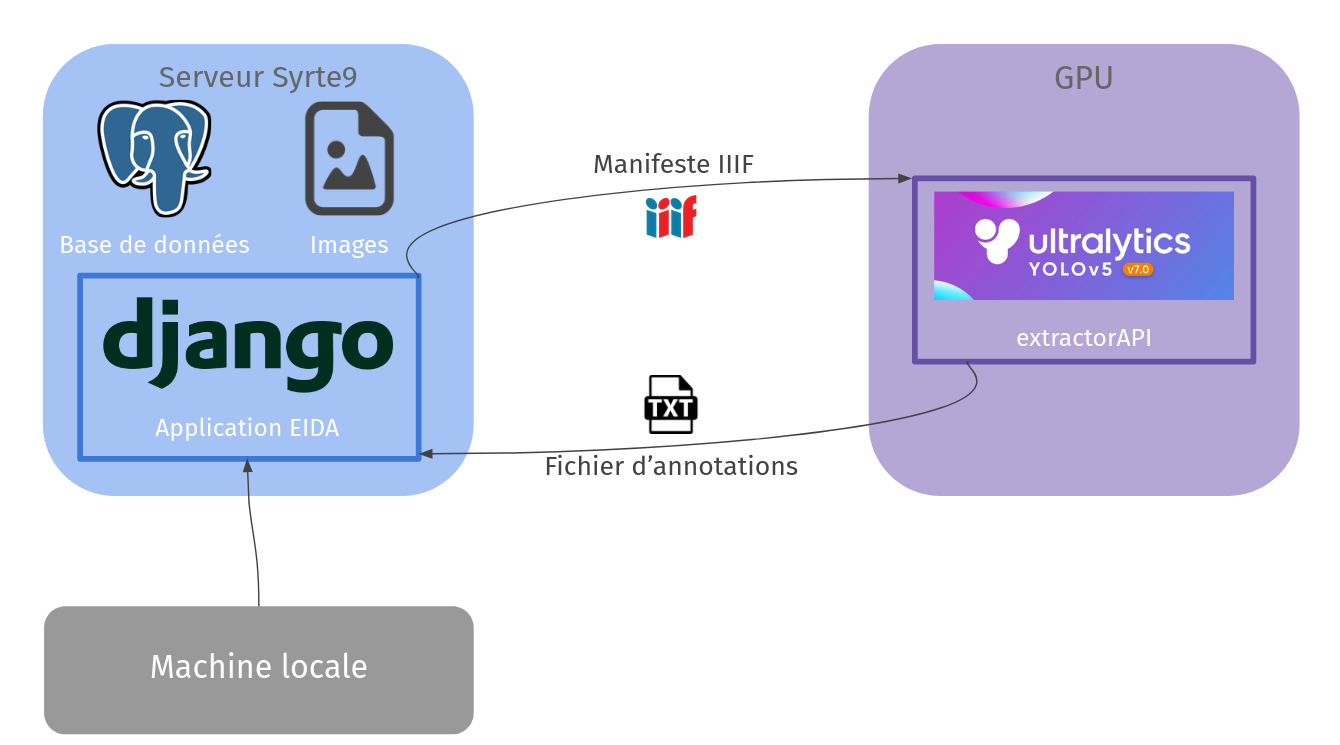 Serveur Syrte9
GPU
Base de données
Images
django
Application EIDA
Manifeste IIIF
iiif
ultralytics
YOLOv5 v7.0
extractorAPI
TXT
Fichier d’annotations
Machine locale